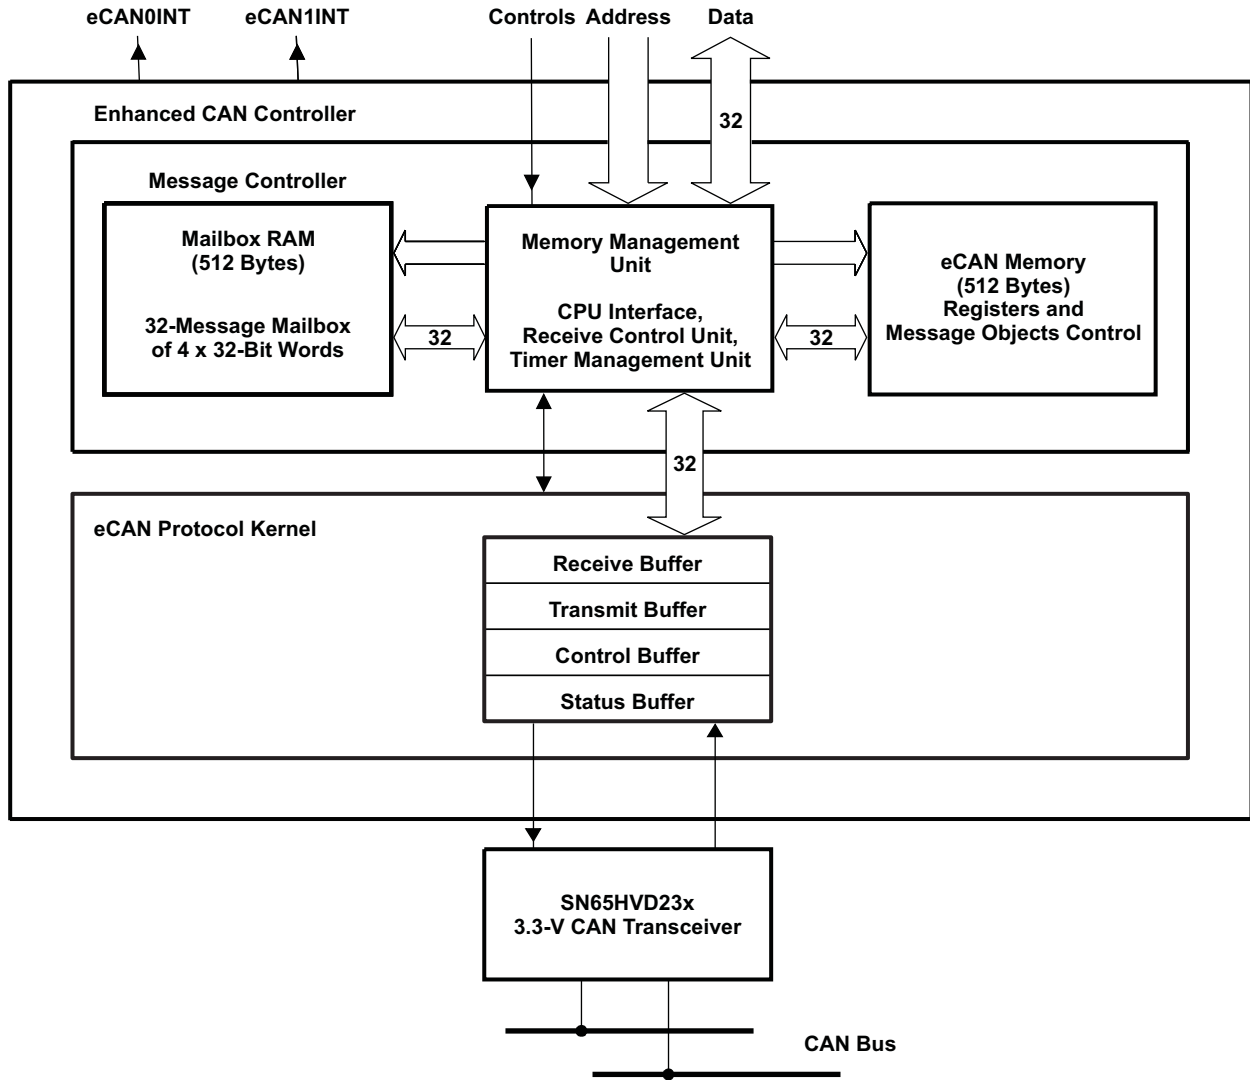 eCAN0INT
eCAN1INT
Controls
Address
Data
32
Enhanced CAN Controller
Message Controller
Mailbox RAM
(512 Bytes)
32-Message Mailbox
of 4 x 32-Bit Words
32
Memory Management
Unit
CPU Interface,
Receive Control Unit,
Timer Management Unit
32
eCAN Memory
(512 Bytes)
Registers and
Message Objects Control
32
eCAN Protocol Kernel
Receive Buffer
Transmit Buffer
Control Buffer
Status Buffer
SN65HVD23x
3.3-V CAN Transceiver
CAN Bus